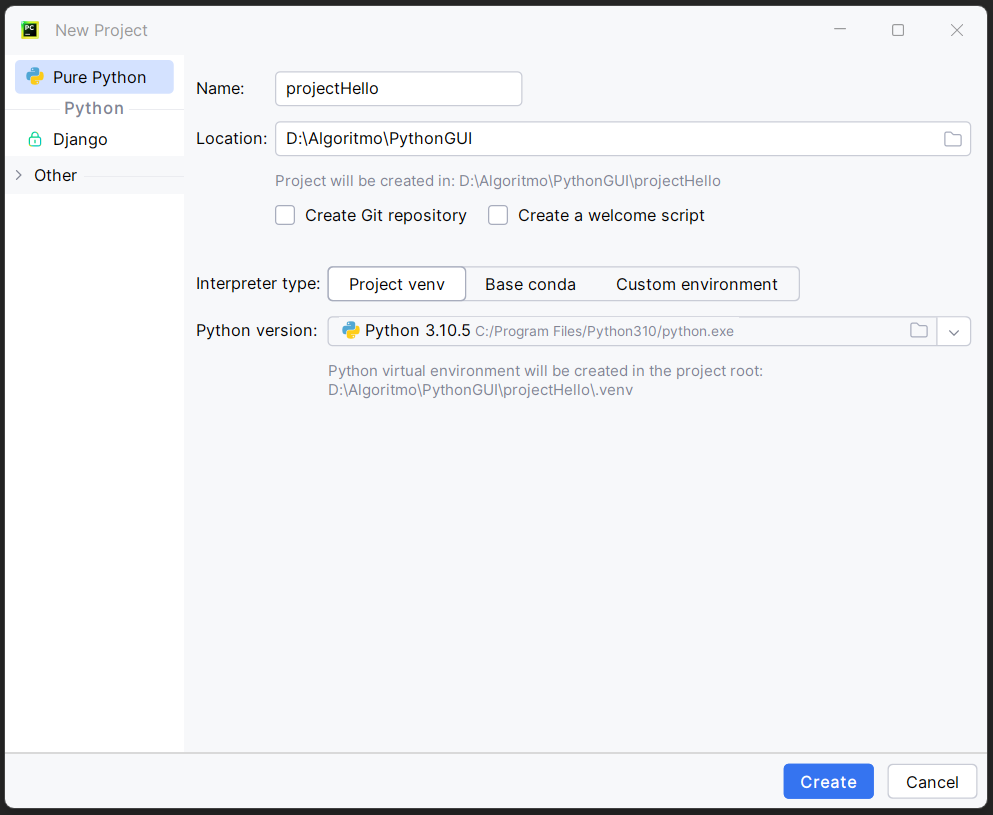 PC
New Project
Pure Python
Python
Django
Other
Name: projectHello
Location: D:\Algoritmo\PythonGUI
Project will be created in: D:\Algoritmo\PythonGUI\projectHello
Create Git repository Create a welcome script
Interpreter type: Project venv Base conda Custom environment
Python version: Python 3.10.5 C:/Program Files/Python310/python.exe
Python virtual environment will be created in the project root:
D:\Algoritmo\PythonGUI\projectHello\.venv
Create Cancel